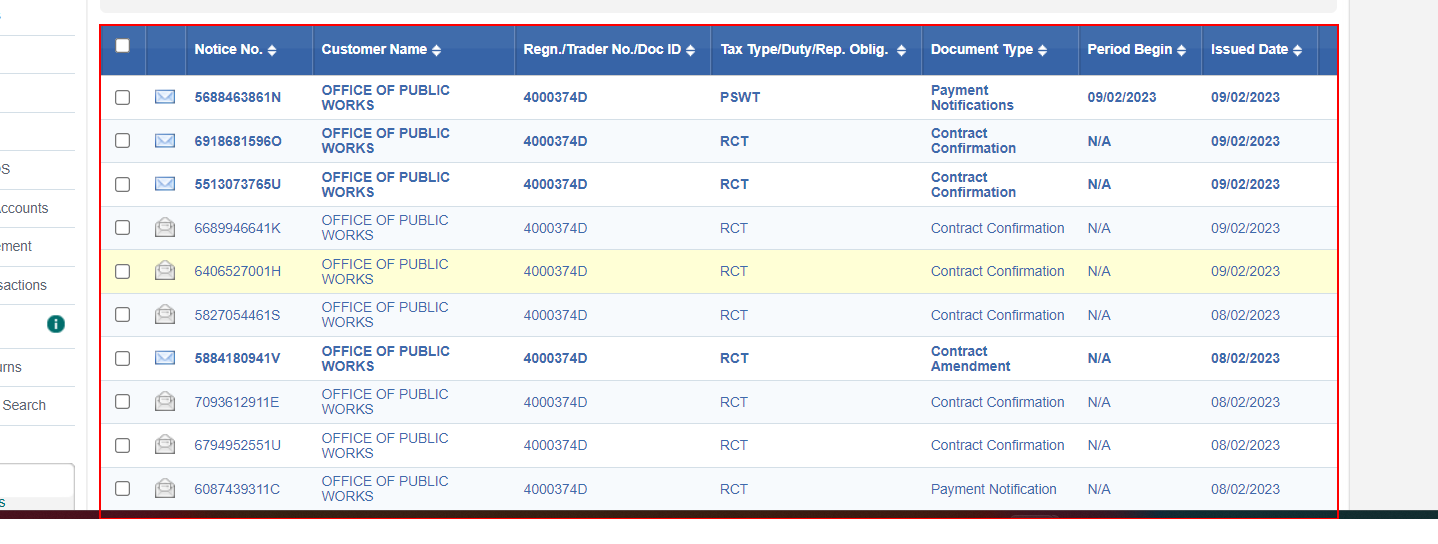 Notice No. Customer Name Regn./Trader No./Doc ID Tax Type/Duty/Rep. Oblig. Document Type Period Begin Issued Date
5688463861N OFFICE OF PUBLIC WORKS 4000374D PSWT Payment Notifications 09/02/2023 09/02/2023
6918681596O OFFICE OF PUBLIC WORKS 4000374D RCT Contract Confirmation N/A 09/02/2023
5513073765U OFFICE OF PUBLIC WORKS 4000374D RCT Contract Confirmation N/A 09/02/2023
6689946641K OFFICE OF PUBLIC WORKS 4000374D RCT Contract Confirmation N/A 09/02/2023
6406527001H OFFICE OF PUBLIC WORKS 4000374D RCT Contract Confirmation N/A 09/02/2023
5827054461S OFFICE OF PUBLIC WORKS 4000374D RCT Contract Confirmation N/A 08/02/2023
5884180941V OFFICE OF PUBLIC WORKS 4000374D RCT Contract Amendment N/A 08/02/2023
7093612911E OFFICE OF PUBLIC WORKS 4000374D RCT Contract Confirmation N/A 08/02/2023
6794952551U OFFICE OF PUBLIC WORKS 4000374D RCT Contract Confirmation N/A 08/02/2023
6087439311C OFFICE OF PUBLIC WORKS 4000374D RCT Payment Notification N/A 08/02/2023
Search